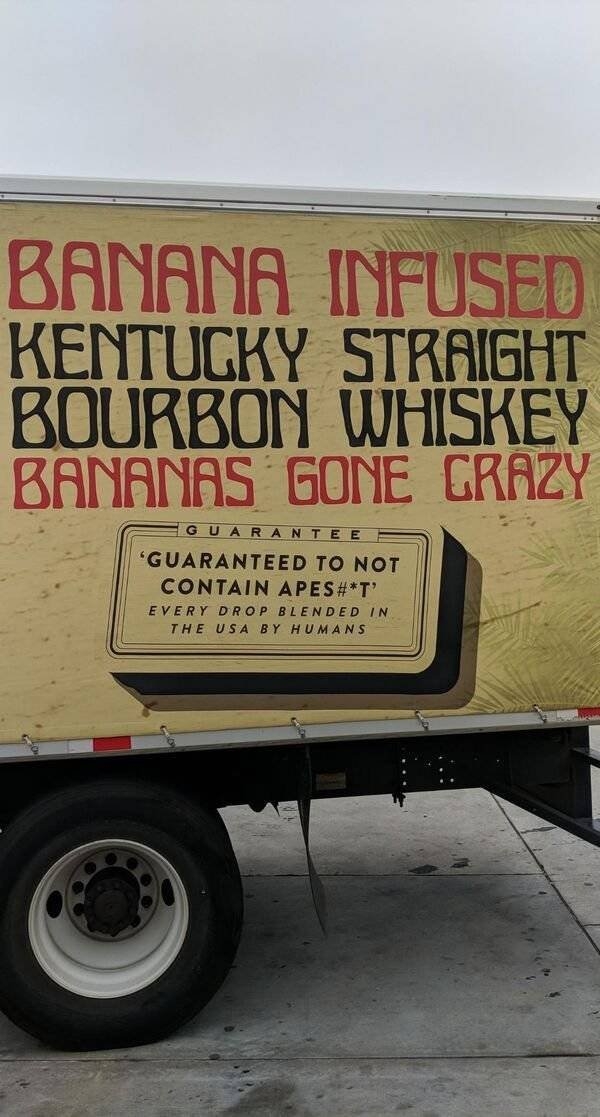 BANANA INFUSED
KENTUCKY STRAIGHT
BOURBON WHISKEY
BANANAS GONE CRAZY
GUARANTEE
'GUARANTEED TO NOT
CONTAIN APES#*T'
EVERY DROP BLENDED IN
THE USA BY HUMANS